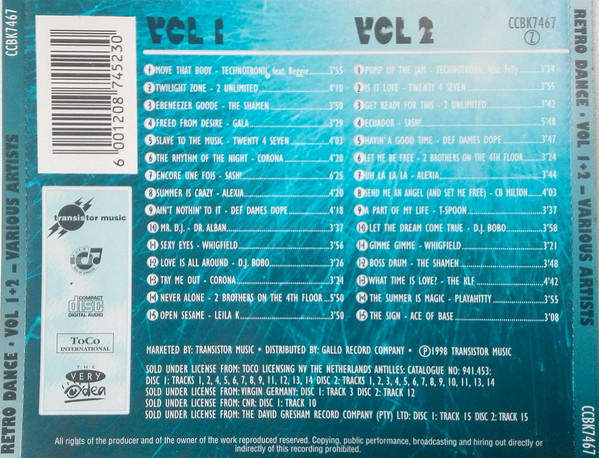 CCBK7467
RETRO DANCE • VOL 1+2 – VARIOUS ARTISTS
6 001208 745230
transistor music
COMPACT
disc
DIGITAL AUDIO
ToCo
INTERNATIONAL
THE
VERY
idea
VOL 1
1 MOVE THAT BODY - TECHNOTRONIC feat. Reggie 3'55
2 TWILIGHT ZONE - 2 UNLIMITED 4'10
3 EBENEEZER GOODE - THE SHAMEN 3'50
4 FREED FROM DESIRE - GALA 3'29
5 SLAVE TO THE MUSIC - TWENTY 4 SEVEN 4'03
6 THE RHYTHM OF THE NIGHT - CORONA 4'20
7 ENCORE UNE FOIS - SASH! 2'25
8 SUMMER IS CRAZY - ALEXIA 4'20
9 AIN'T NOTHIN' TO IT - DEF DAMES DOPE 4'18
10 MR. D.J. - DR. ALBAN 3'37
11 SEXY EYES - WHIGFIELD 3'56
12 LOVE IS ALL AROUND - D.J. BOBO 3'26
13 TRY ME OUT - CORONA 3'24
14 NEVER ALONE - 2 BROTHERS ON THE 4TH FLOOR 5'50
15 OPEN SESAME - LEILA K 3'50
VOL 2
CCBK7467
2
1 PUMP UP THE JAM - TECHNOTRONIC feat. Felly 3'34
2 IS IT LOVE - TWENTY 4 SEVEN 3'55
3 GET READY FOR THIS - 2 UNLIMITED 3'42
4 ECUADOR - SASH!
5 HAVIN' A GOOD TIME - DEF DAMES DOPE 3'47
6 LET ME BE FREE - 2 BROTHERS ON THE 4TH FLOOR 3'24
7 UH LA LA LA - ALEXIA 3'43
8 SEND ME AN ANGEL (AND SET ME FREE) - CB MILTON 4'03
9 A PART OF MY LIFE - T-SPOON 3'37
10 LET THE DREAM COME TRUE - D.J. BOBO 3'58
11 GIMME GIMME - WHIGFIELD 3'21
12 BOSS DRUM - THE SHAMEN 3'48
13 WHAT TIME IS LOVE? - THE KLF 3'42
14 THE SUMMER IS MAGIC - PLAYAHITTY 3'55
15 THE SIGN - ACE OF BASE 3'08
MARKETED BY: TRANSISTOR MUSIC • DISTRIBUTED BY: GALLO RECORD COMPANY • Ⓟ1998 TRANSISTOR MUSIC
SOLD UNDER LICENSE FROM: TOCO LICENSING NV THE NETHERLANDS ANTILLES: CATALOGUE NO: 941,453:
DISC 1: TRACKS 1, 2, 4, 5, 6, 7, 8, 9, 11, 12, 13, 14 DISC 2: TRACKS 1, 2, 3, 4, 5, 6, 7, 8, 9, 10, 11, 13, 14
SOLD UNDER LICENSE FROM VIRGIN GERMANY: DISC 1: TRACK 3 DISC 2: TRACK 12
SOLD UNDER LICENSE FROM: CNR: DISC 1: TRACK 10
SOLD UNDER LICENSE FROM: THE DAVID GRESHAM RECORD COMPANY (PTY) LTD: DISC 1: TRACK 15 DISC 2: TRACK 15
All rights of the producer and of the owner of the work reproduced reserved. Copying, public performance, broadcasting and hiring out directly or
indirectly of this recording prohibited.
RETRO DANCE • VOL 1+2 – VARIOUS ARTISTS
CCBK7467